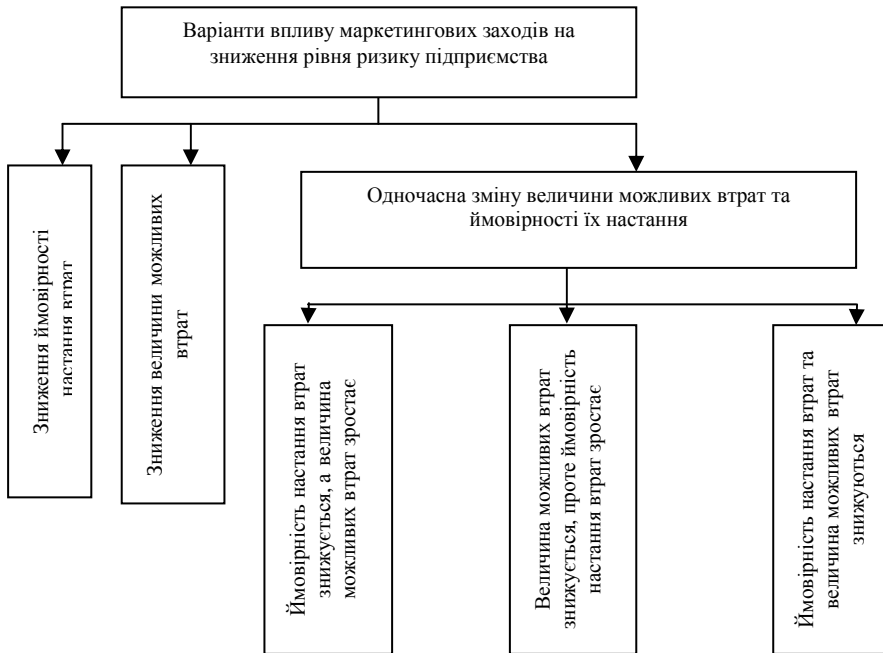 Варіанти впливу маркетингових заходів на
зниження рівня ризику підприємства
Зниження ймовірності
настання втрат
Зниження величини можливих
втрат
Одночасна зміну величини можливих втрат та
ймовірності їх настання
Ймовірність настання втрат
знижується, а величина
можливих втрат зростає
Величина можливих втрат
знижується, проте ймовірність
настання втрат зростає
Ймовірність настання втрат та
величина можливих втрат
знижуються